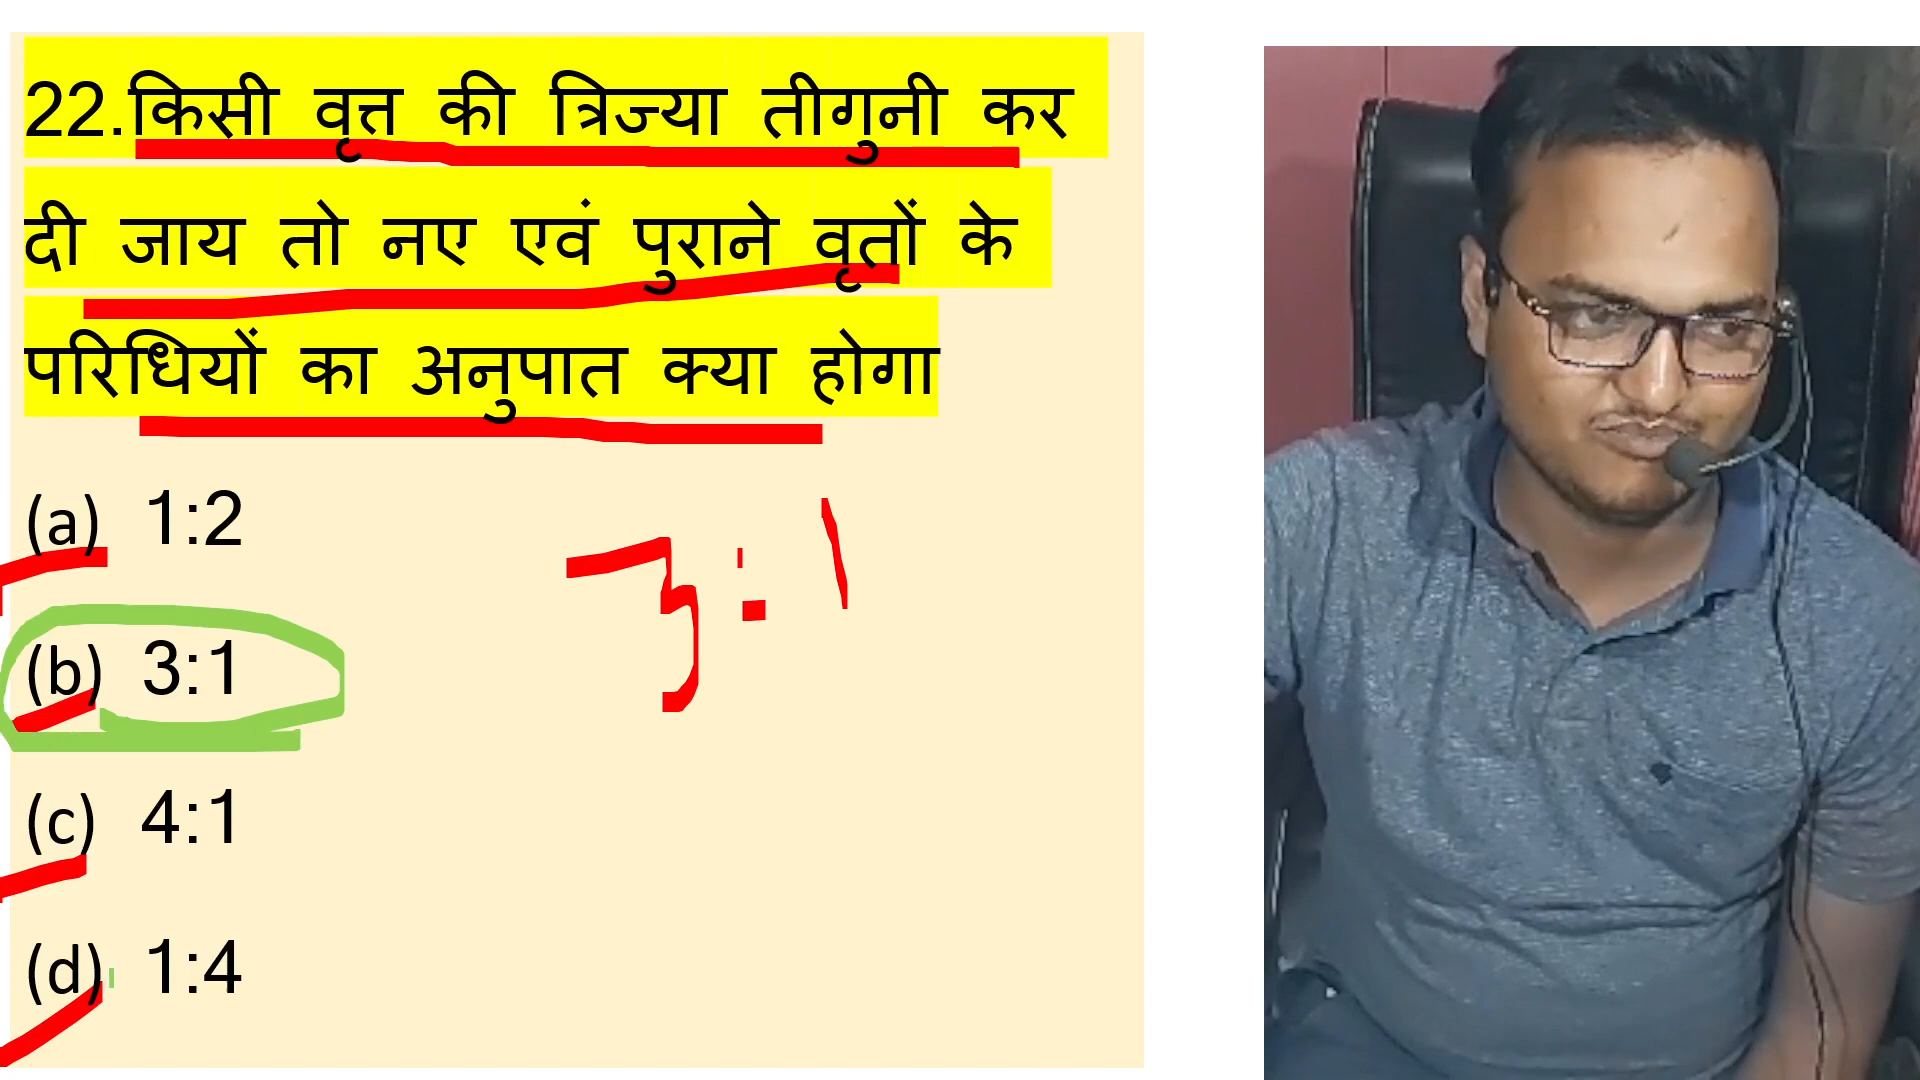 22.किसी वृत्त की त्रिज्या तीगुनी कर
दी जाय तो नए एवं पुराने वृतों के
परिधियों का अनुपात क्या होगा
(a) 1:2
3:1
(b) 3:1
(c) 4:1
(d) 1:4